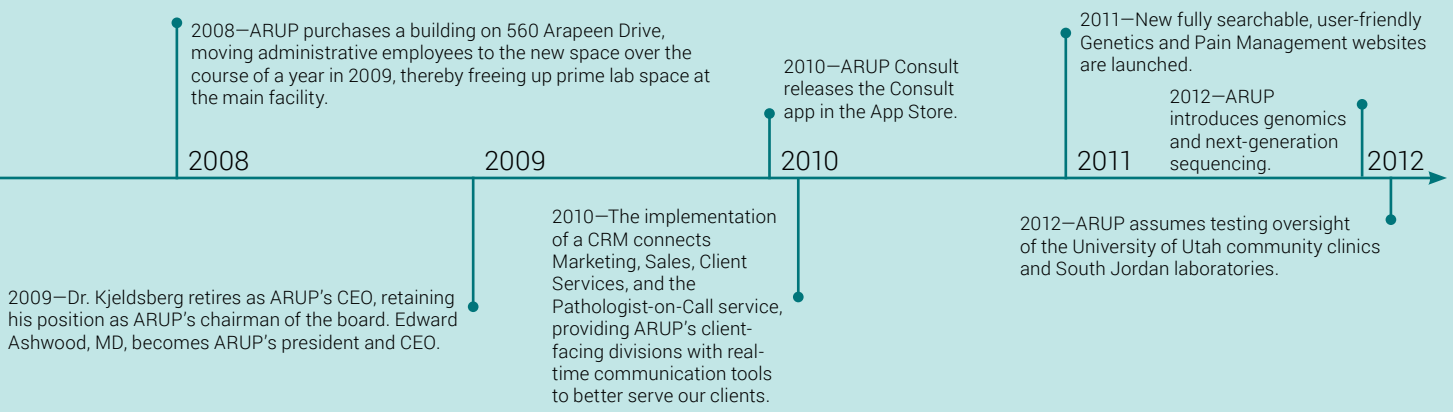 2008—ARUP purchases a building on 560 Arapeen Drive,
moving administrative employees to the new space over the
course of a year in 2009, thereby freeing up prime lab space at
the main facility.
2010—ARUP Consult
releases the Consult
app in the App Store.
2011—New fully searchable, user-friendly
Genetics and Pain Management websites
are launched.
2012—ARUP
introduces genomics
and next-generation
sequencing.
2008
2009
2010
2011
2012
2009—Dr. Kjeldsberg retires as ARUP's CEO, retaining
his position as ARUP's chairman of the board. Edward
Ashwood, MD, becomes ARUP's president and CEO.
2010—The implementation
of a CRM connects
Marketing, Sales, Client
Services, and the
Pathologist-on-Call service,
providing ARUP's client-
facing divisions with real-
time communication tools
to better serve our clients.
2012—ARUP assumes testing oversight
of the University of Utah community clinics
and South Jordan laboratories.